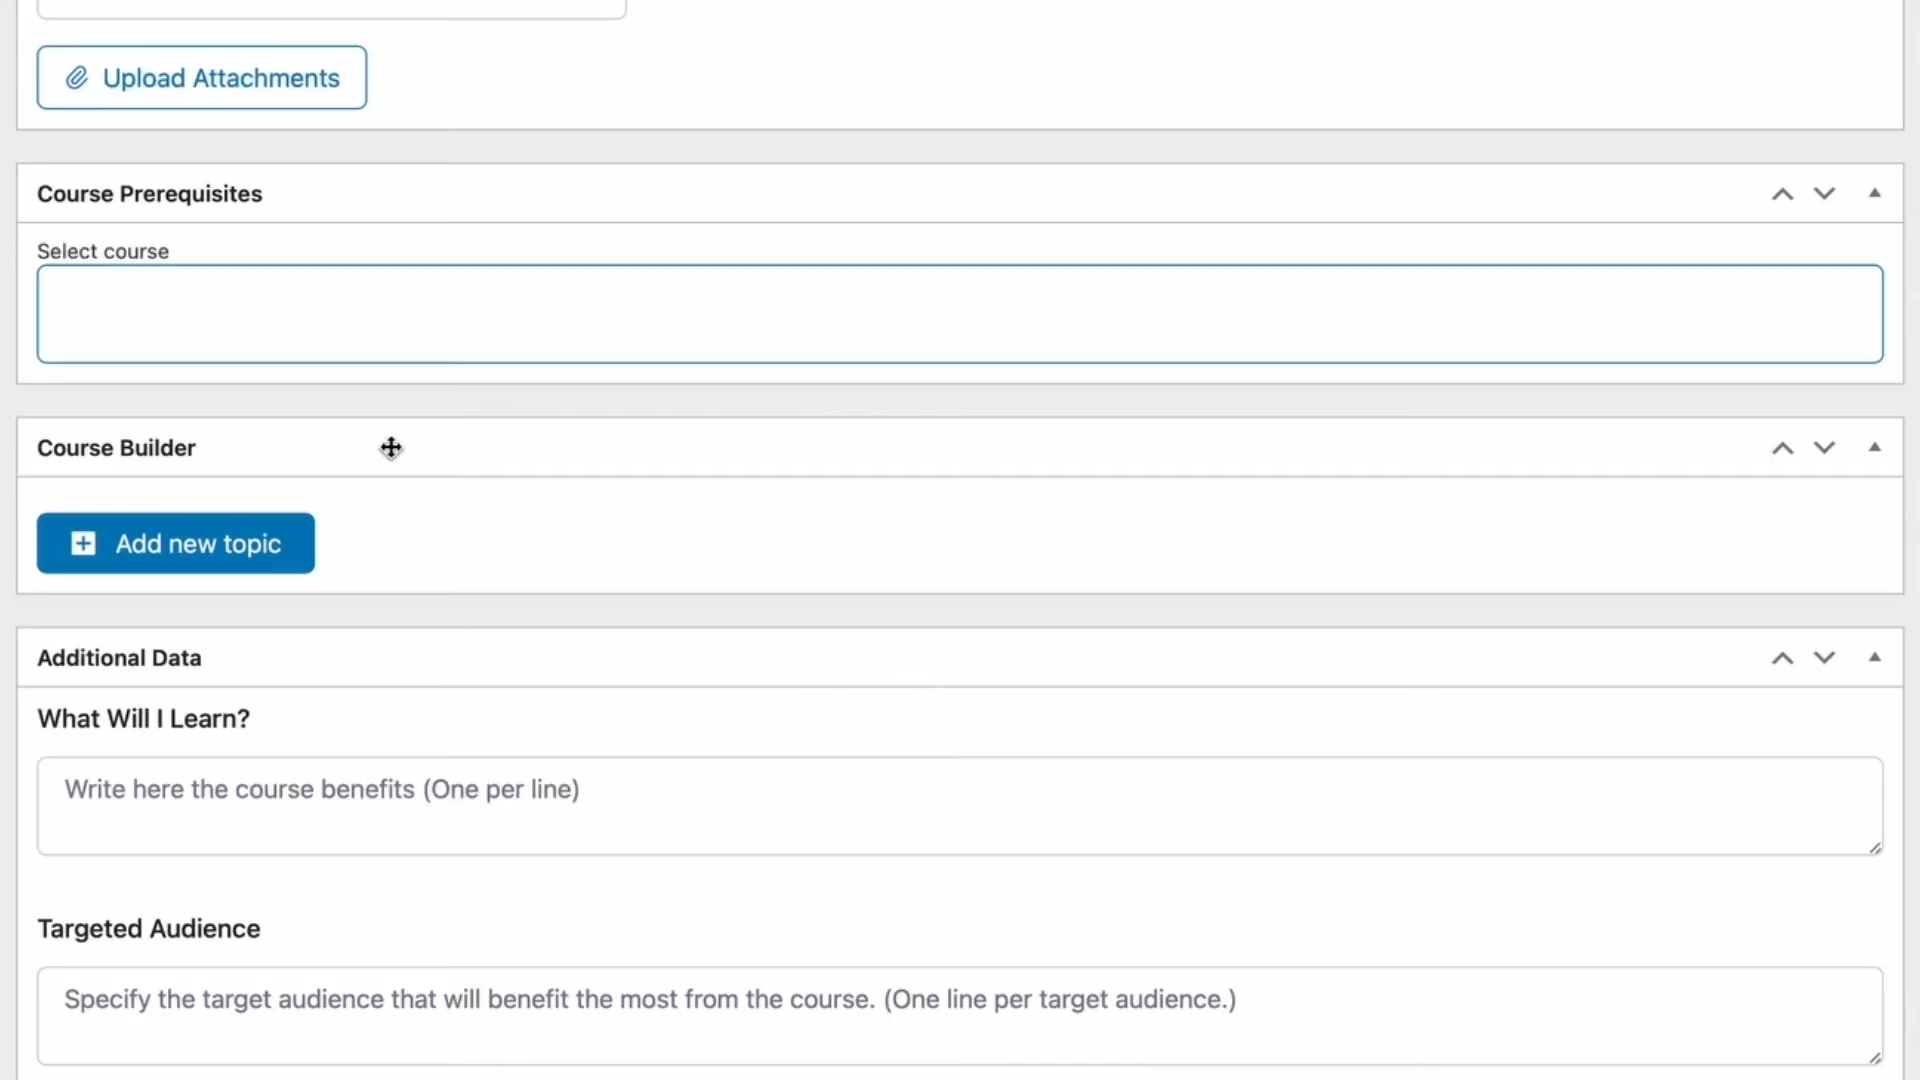 Upload Attachments
Course Prerequisites
Select course
Course Builder
Add new topic
Additional Data
What Will I Learn?
Write here the course benefits (One per line)
Targeted Audience
Specify the target audience that will benefit the most from the course. (One line per target audience.)